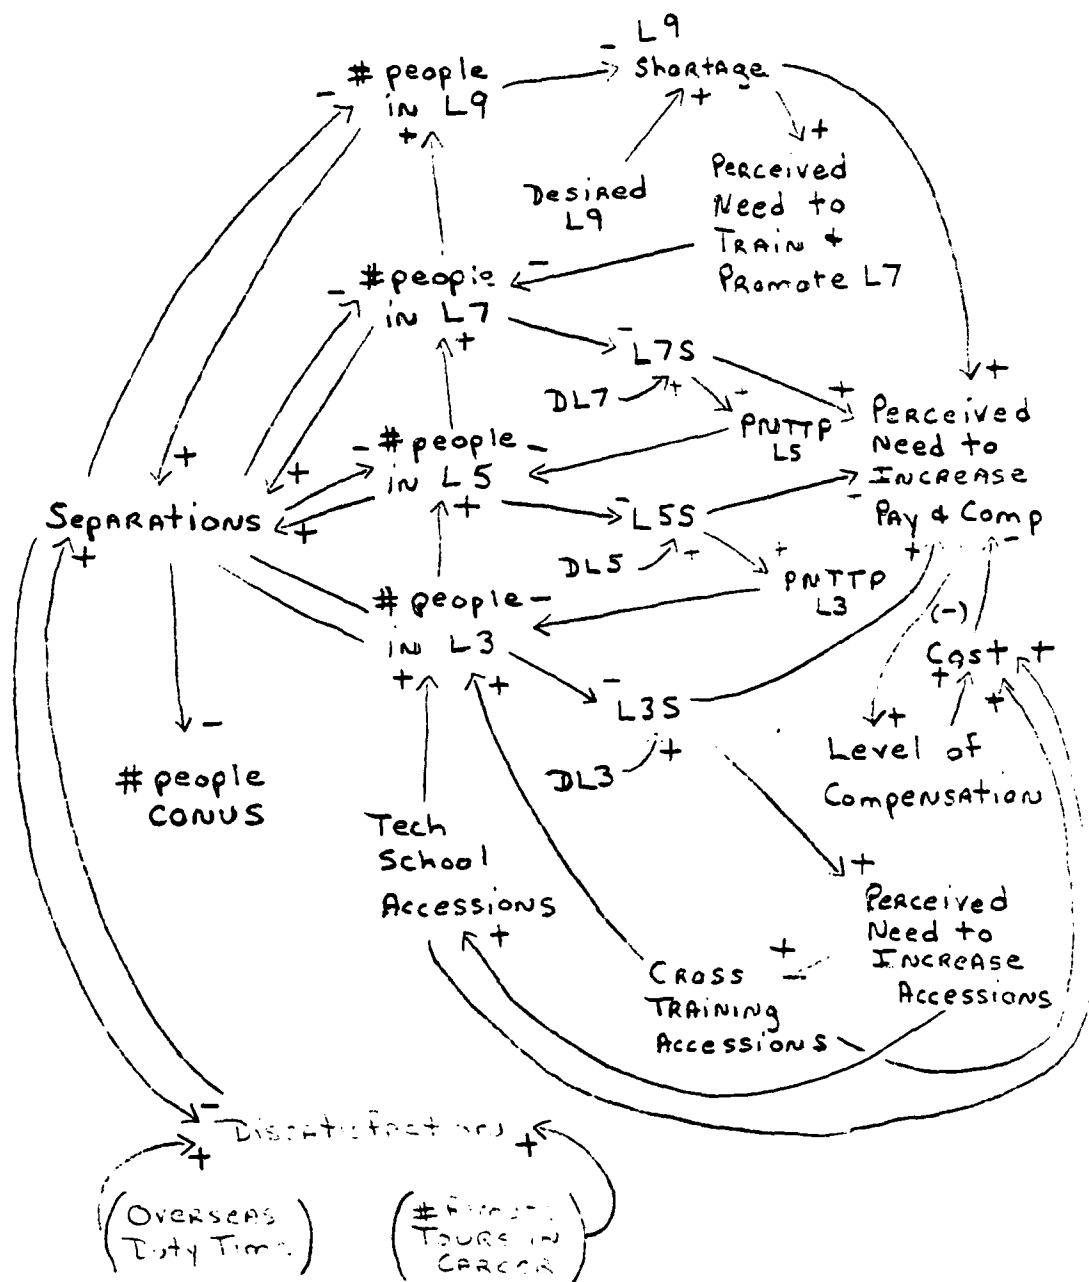 L9
Shortage
# people
in L9
Desired
L9
Perceived
Need to
Train &
Promote L7
# people
in L7
L7S
DL7
PNTTP
L5
Perceived
Need to
Increase
Pay & Comp
# people
in L5
Separations
L5S
DL5
PNTTP
L3
# people
in L3
(-)
Cost
L3S
DL3
Level of
Compensation
# people
CONUS
Tech
School
Accessions
Perceived
Need to
Increase
Accessions
Cross
Training
Accessions
(Overseas
Duty Time)
(#
Tours in
Career)